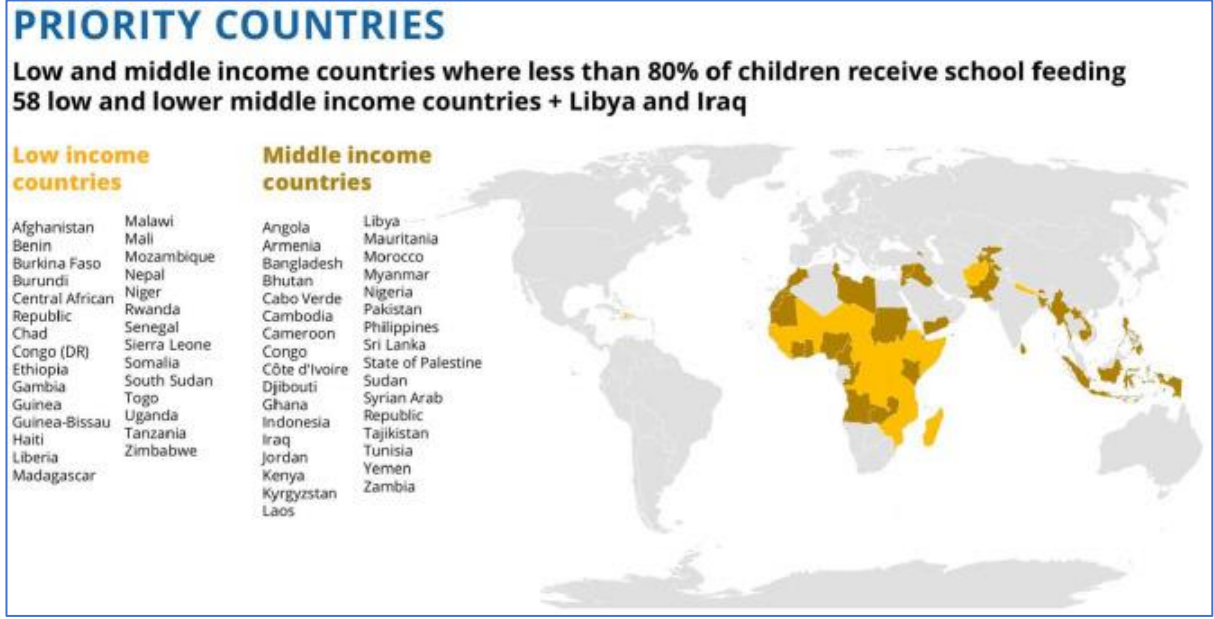 PRIORITY COUNTRIES
Low and middle income countries where less than 80% of children receive school feeding
58 low and lower middle income countries + Libya and Iraq
Low income
countries
Afghanistan
Benin
Burkina Faso
Burundi
Central African
Republic
Chad
Congo (DR)
Ethiopia
Gambia
Guinea
Guinea-Bissau
Haiti
Liberia
Madagascar
Malawi
Mali
Mozambique
Nepal
Niger
Rwanda
Senegal
Sierra Leone
Somalia
South Sudan
Togo
Uganda
Tanzania
Zimbabwe
Middle income
countries
Angola
Armenia
Bangladesh
Bhutan
Cabo Verde
Cambodia
Cameroon
Congo
Côte d'Ivoire
Djibouti
Ghana
Indonesia
Iraq
Jordan
Kenya
Kyrgyzstan
Laos
Libya
Mauritania
Morocco
Myanmar
Nigeria
Pakistan
Philippines
Sri Lanka
State of Palestine
Sudan
Syrian Arab
Republic
Tajikistan
Tunisia
Yemen
Zambia